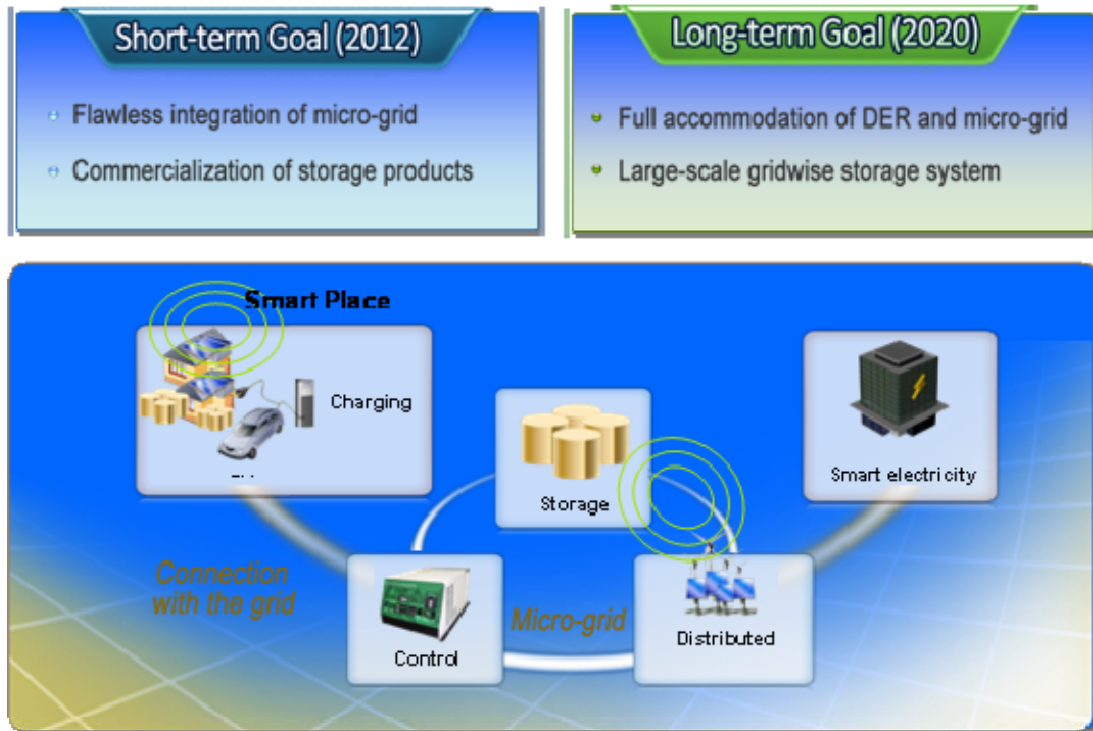 Short-term Goal (2012)
Flawless integration of micro-grid
Commercialization of storage products
Long-term Goal (2020)
Full accommodation of DER and micro-grid
Large-scale gridwise storage system
Smart Place
Charging
Storage
Smart electricity
Connection
with the grid
Micro-grid
Control
Distributed